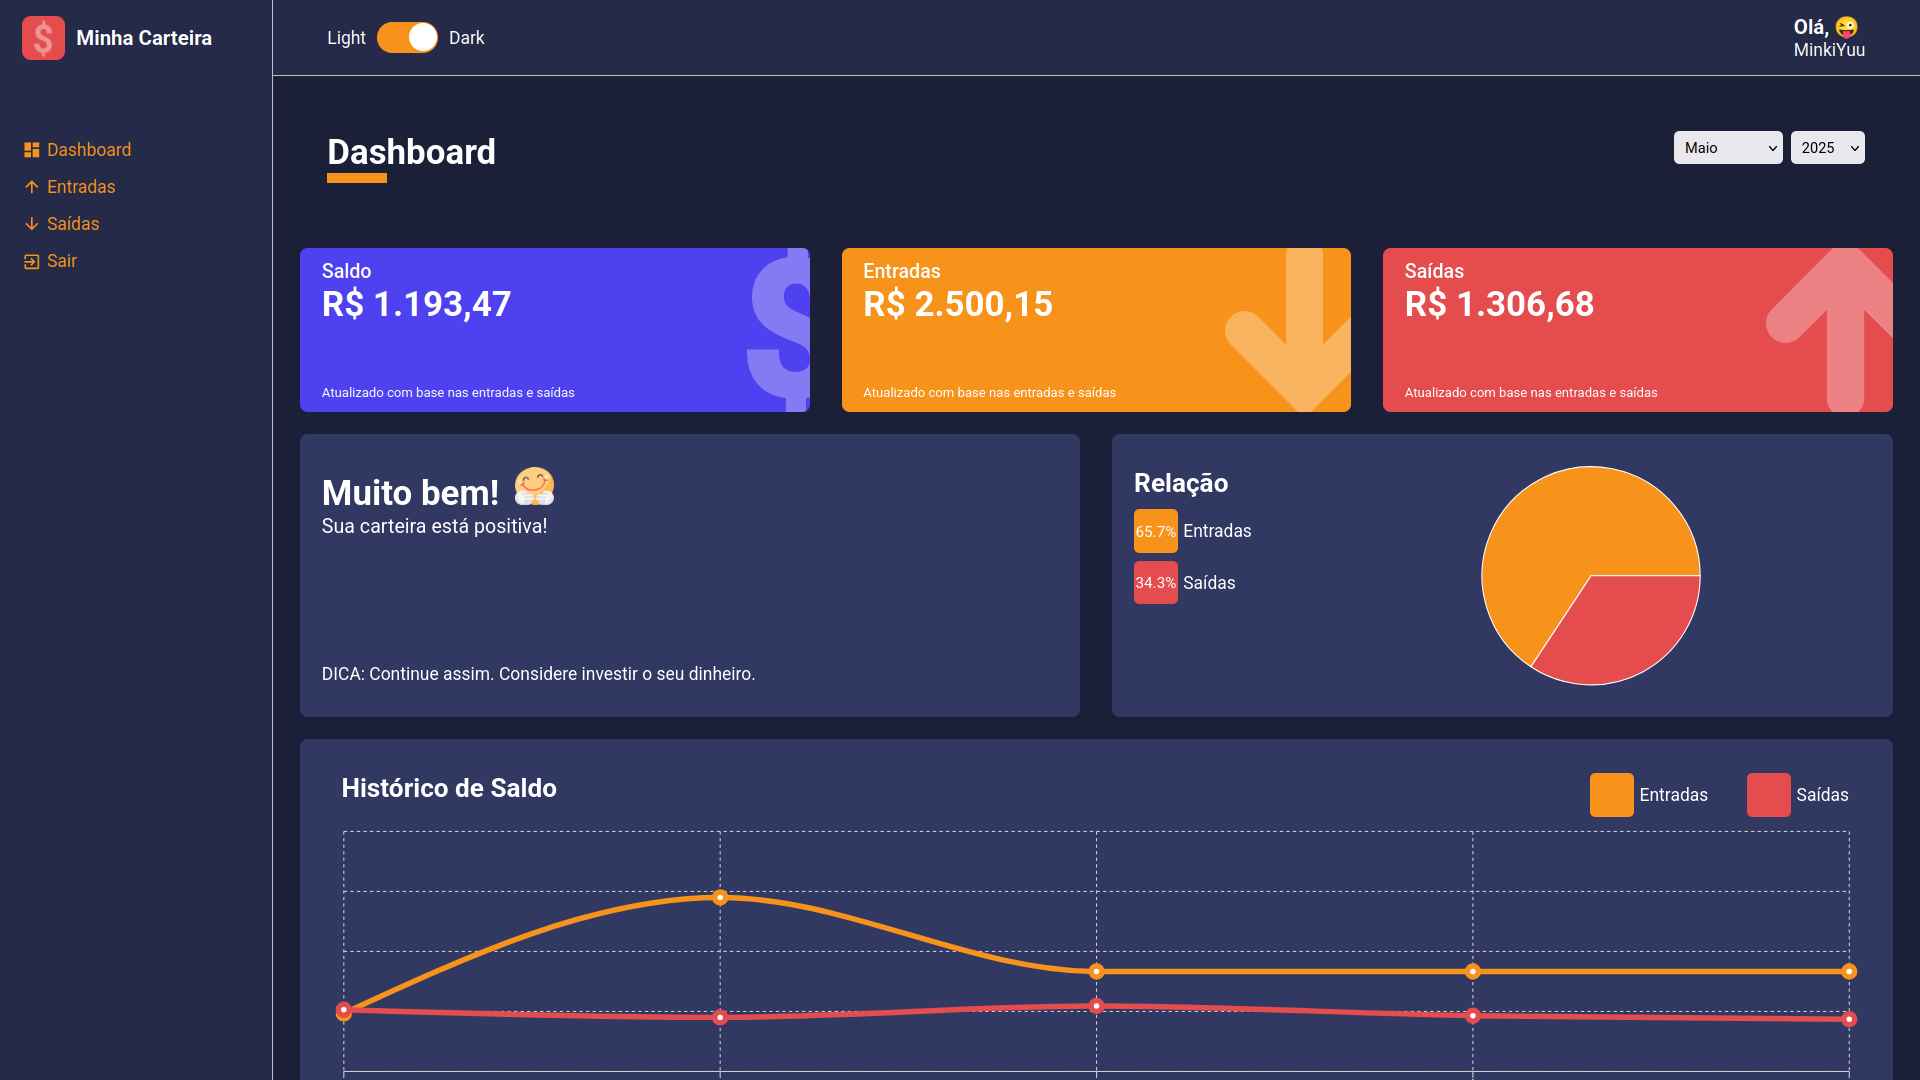 Minha Carteira
Light
Dark
Olá, 😜
MinkiYuu
Dashboard
Entradas
Saídas
Sair
Dashboard
Maio
2025
Saldo
R$ 1.193,47
Atualizado com base nas entradas e saídas
Entradas
R$ 2.500,15
Atualizado com base nas entradas e saídas
Saídas
R$ 1.306,68
Atualizado com base nas entradas e saídas
Muito bem!
Sua carteira está positiva!
DICA: Continue assim. Considere investir o seu dinheiro.
Relação
65.7% Entradas
34.3% Saídas
Histórico de Saldo
Entradas
Saídas